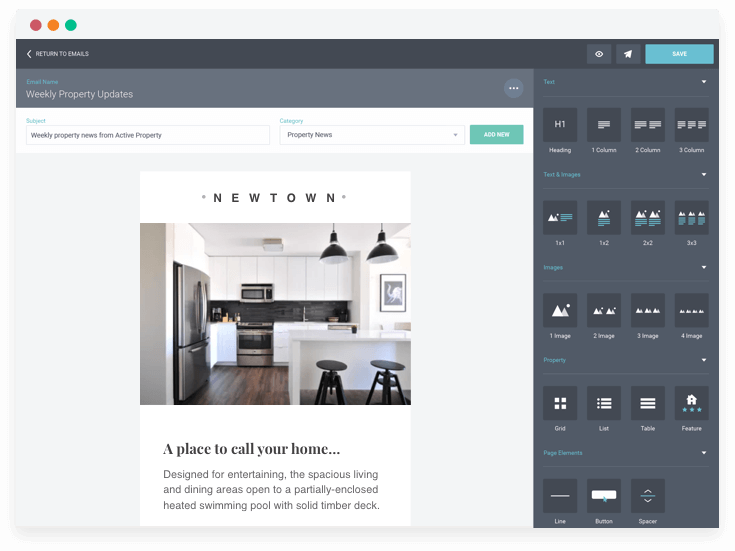 RETURN TO EMAILS
SAVE
Email Name
Weekly Property Updates
Subject
Category
Weekly property news from Active Property
Property News
ADD NEW
• N E W T O W N •
A place to call your home...
Designed for entertaining, the spacious living
and dining areas open to a partially-enclosed
heated swimming pool with solid timber deck.
Text
H1
Heading
1 Column
2 Column
3 Column
Text & Images
1x1
1x2
2x2
3x3
Images
1 Image
2 Image
3 Image
4 Image
Property
Grid
List
Table
Feature
Page Elements
Line
Button
Spacer